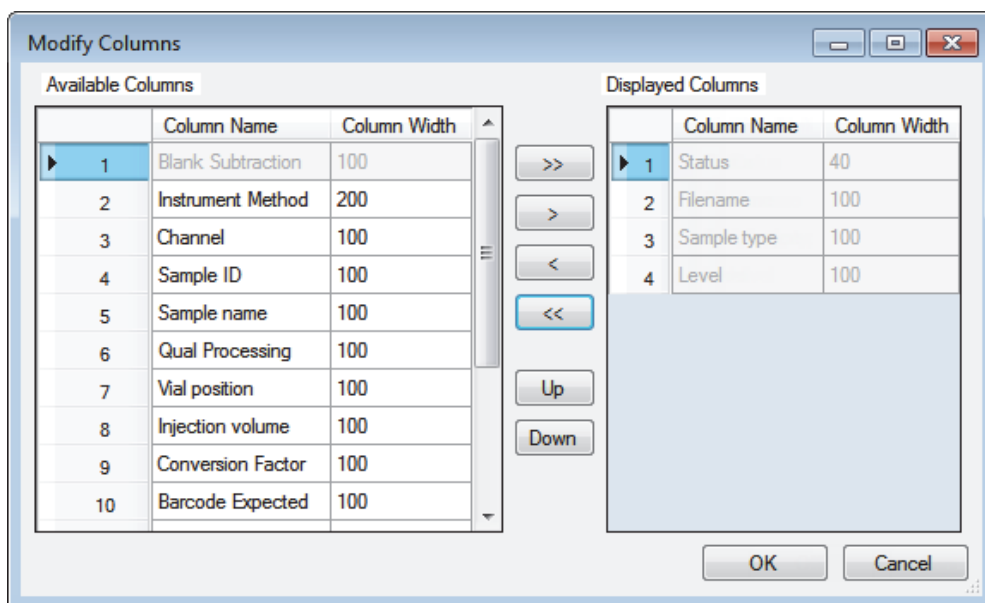 Modify Columns
Available Columns
Displayed Columns
Column Name Column Width
1 Blank Subtraction 100
2 Instrument Method 200
3 Channel 100
4 Sample ID 100
5 Sample name 100
6 Qual Processing 100
7 Vial position 100
8 Injection volume 100
9 Conversion Factor 100
10 Barcode Expected 100
>>
>
<
<<
Up
Down
Column Name Column Width
1 Status 40
2 Filename 100
3 Sample type 100
4 Level 100
OK
Cancel